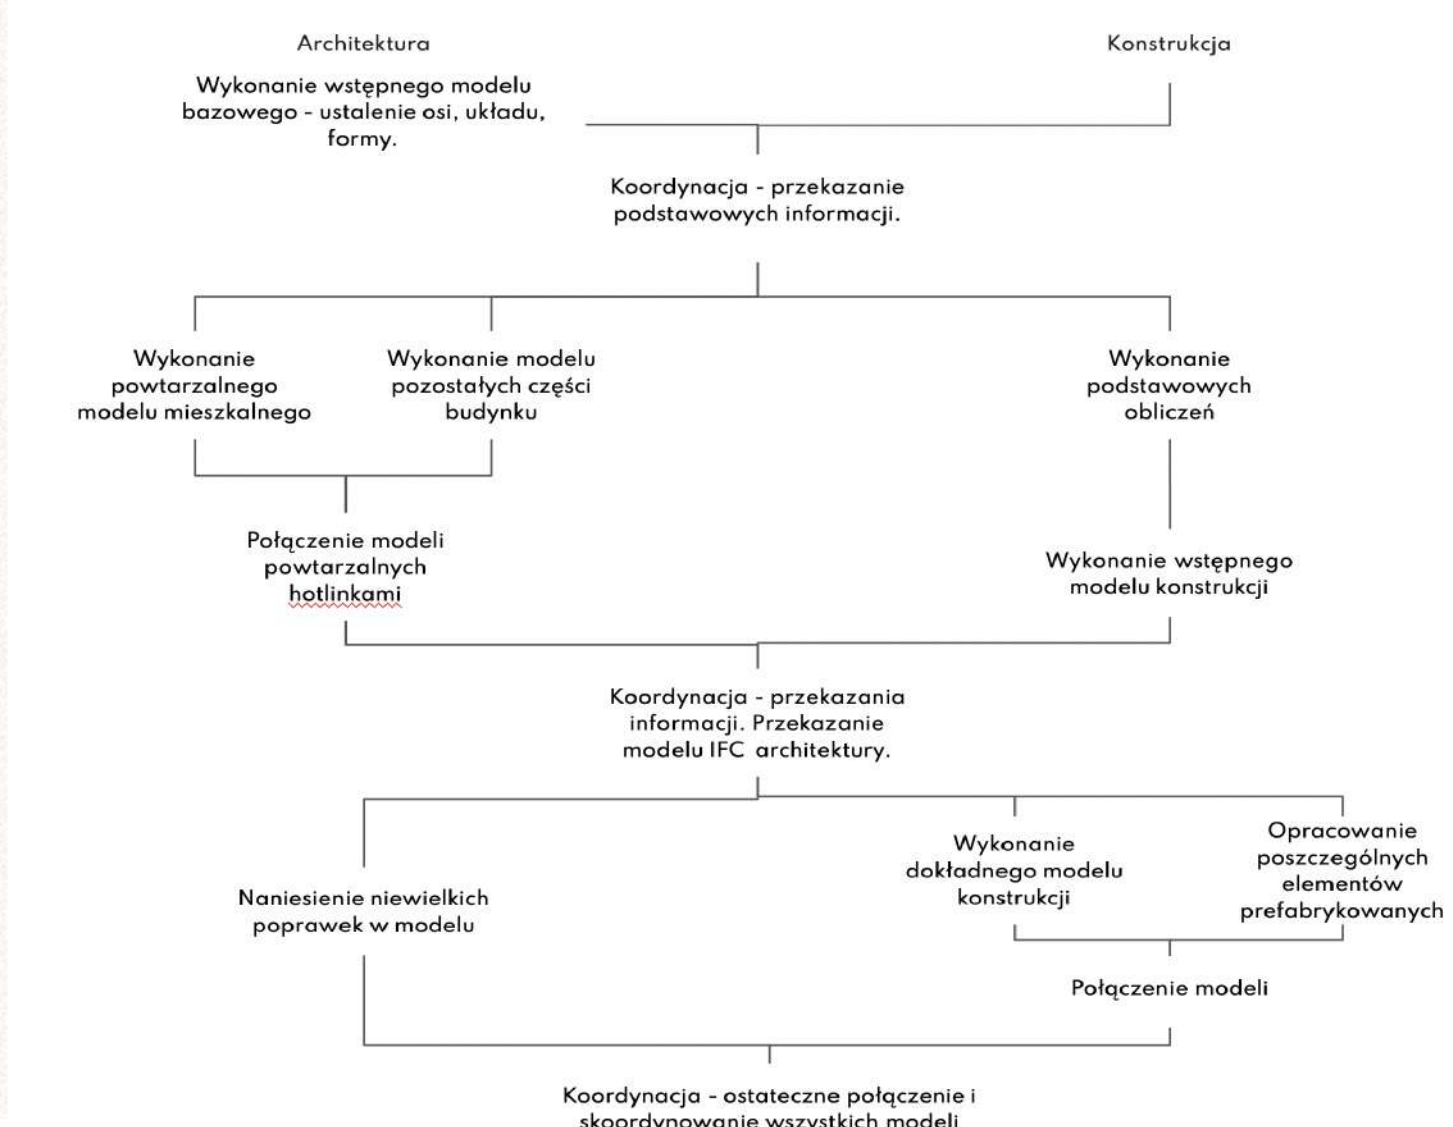 Architektura
Konstrukcja
Wykonanie wstępnego modelu
bazowego - ustalenie osi, układu,
formy.
Koordynacja - przekazanie
podstawowych informacji.
Wykonanie
powtarzalnego
modelu mieszkalnego
Wykonanie modelu
pozostałych części
budynku
Wykonanie
podstawowych
obliczeń
Połączenie modeli
powtarzalnych
hotlinkami
Wykonanie wstępnego
modelu konstrukcji
Koordynacja - przekazania
informacji. Przekazanie
modelu IFC architektury.
Naniesienie niewielkich
poprawek w modelu
Wykonanie
dokładnego modelu
konstrukcji
Opracowanie
poszczególnych
elementów
prefabrykowanych
Połączenie modeli
Koordynacja - ostateczne połączenie i
skoordynowanie wszystkich modeli